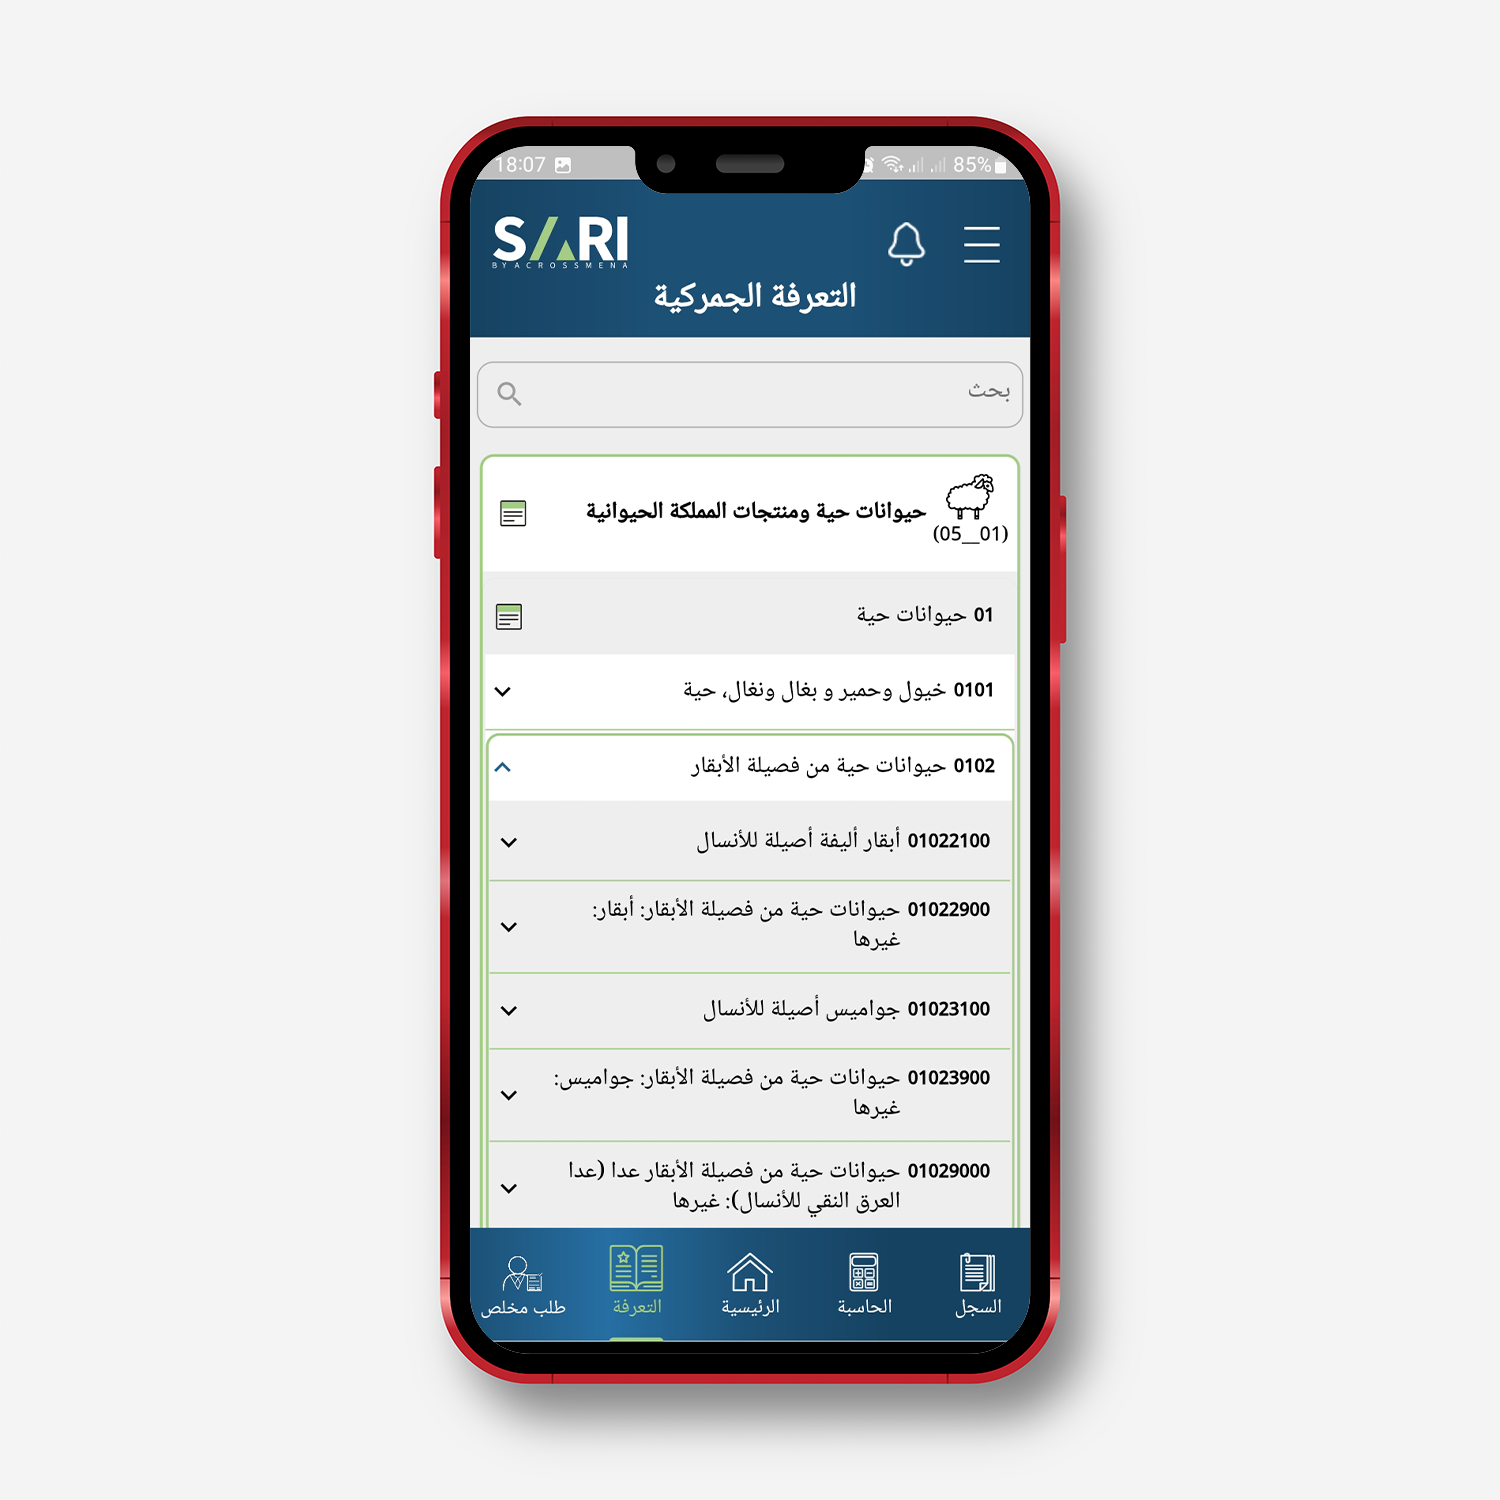 18:07
85%
SARI
BY ACROSSMENA
التعرفة الجمركية
بحث
حيوانات حية ومنتجات المملكة الحيوانية
(01__05)
01 حيوانات حية
0101 خيول وحمير و بغال ونغال، حية
0102 حيوانات حية من فصيلة الأبقار
01022100 أبقار أليفة أصيلة للأنسال
01022900 حيوانات حية من فصيلة الأبقار: أبقار:
غيرها
01023100 جواميس أصيلة للأنسال
01023900 حيوانات حية من فصيلة الأبقار: جواميس:
غيرها
01029000 حيوانات حية من فصيلة الأبقار عدا (عدا
العرق النقي للأنسال): غيرها
السجل
الحاسبة
الرئيسية
التعرفة
طلب مخلص